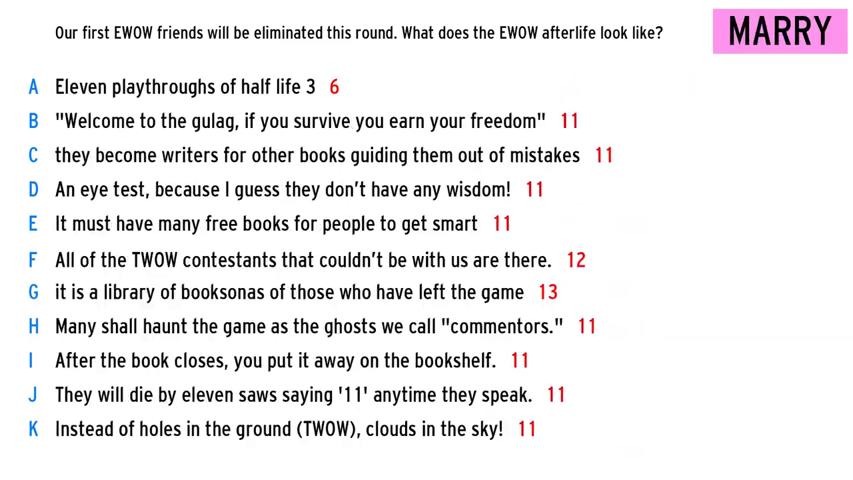 Our first EWOW friends will be eliminated this round. What does the EWOW afterlife look like?
MARRY
A Eleven playthroughs of half life 3 6
B "Welcome to the gulag, if you survive you earn your freedom" 11
C they become writers for other books guiding them out of mistakes 11
D An eye test, because I guess they don't have any wisdom! 11
E It must have many free books for people to get smart 11
F All of the TWOW contestants that couldn't be with us are there. 12
G it is a library of booksonas of those who have left the game 13
H Many shall haunt the game as the ghosts we call "commentors." 11
I After the book closes, you put it away on the bookshelf. 11
J They will die by eleven saws saying '11' anytime they speak. 11
K Instead of holes in the ground (TWOW), clouds in the sky! 11